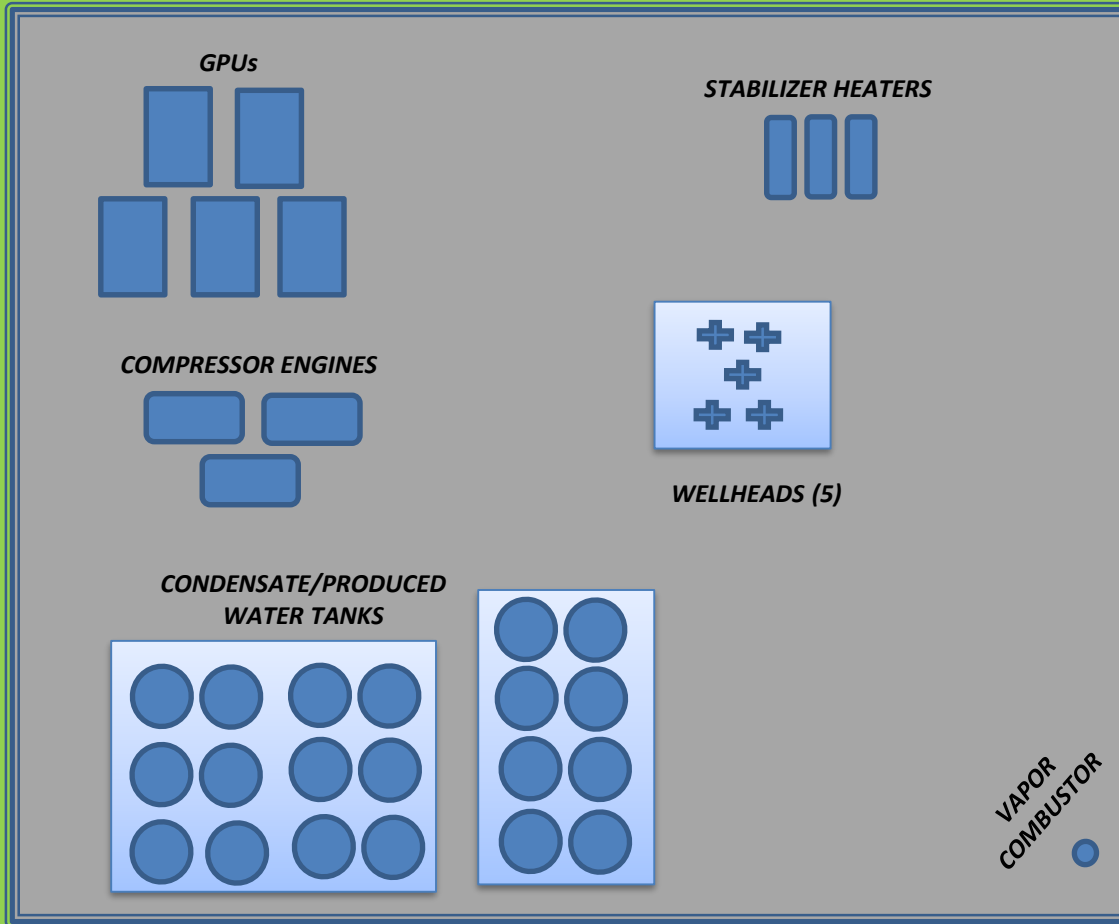 GPUs
STABILIZER HEATERS
COMPRESSOR ENGINES
WELLHEADS (5)
CONDENSATE/PRODUCED
WATER TANKS
VAPOR
COMBUSTOR